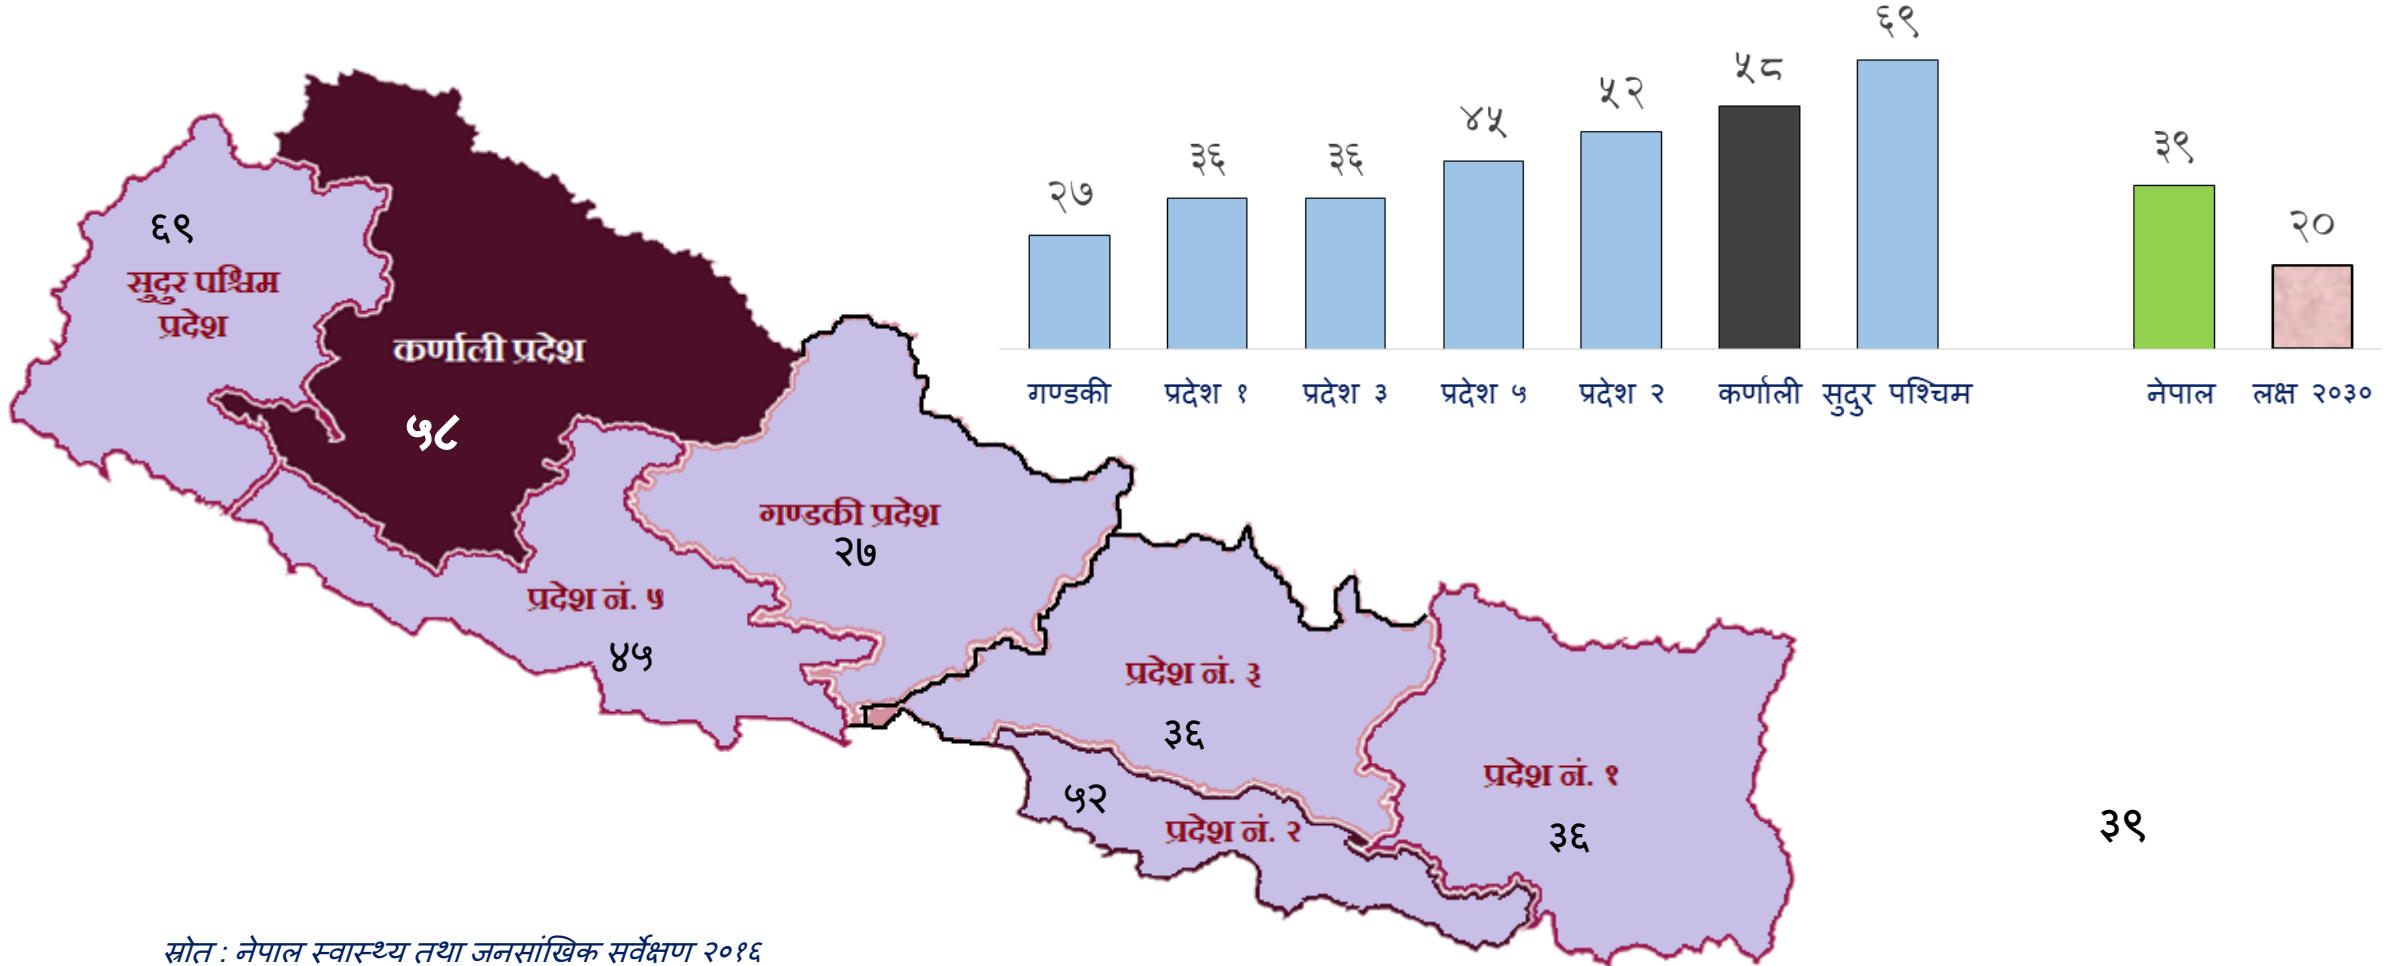 ६९
५८
५२
४५
३६
३६
२७
३९
२०
गण्डकी
प्रदेश १
प्रदेश ३
प्रदेश ५
प्रदेश २
कर्णाली
सुदुर पश्चिम
नेपाल
लक्ष २०३०
६९
सुदुर पश्चिम
प्रदेश
कर्णाली प्रदेश
५८
गण्डकी प्रदेश
२७
प्रदेश नं. ५
४५
प्रदेश नं. ३
३६
५२
प्रदेश नं. २
प्रदेश नं. १
३६
३९
स्रोत : नेपाल स्वास्थ्य तथा जनसांखिक सर्वेक्षण २०१६